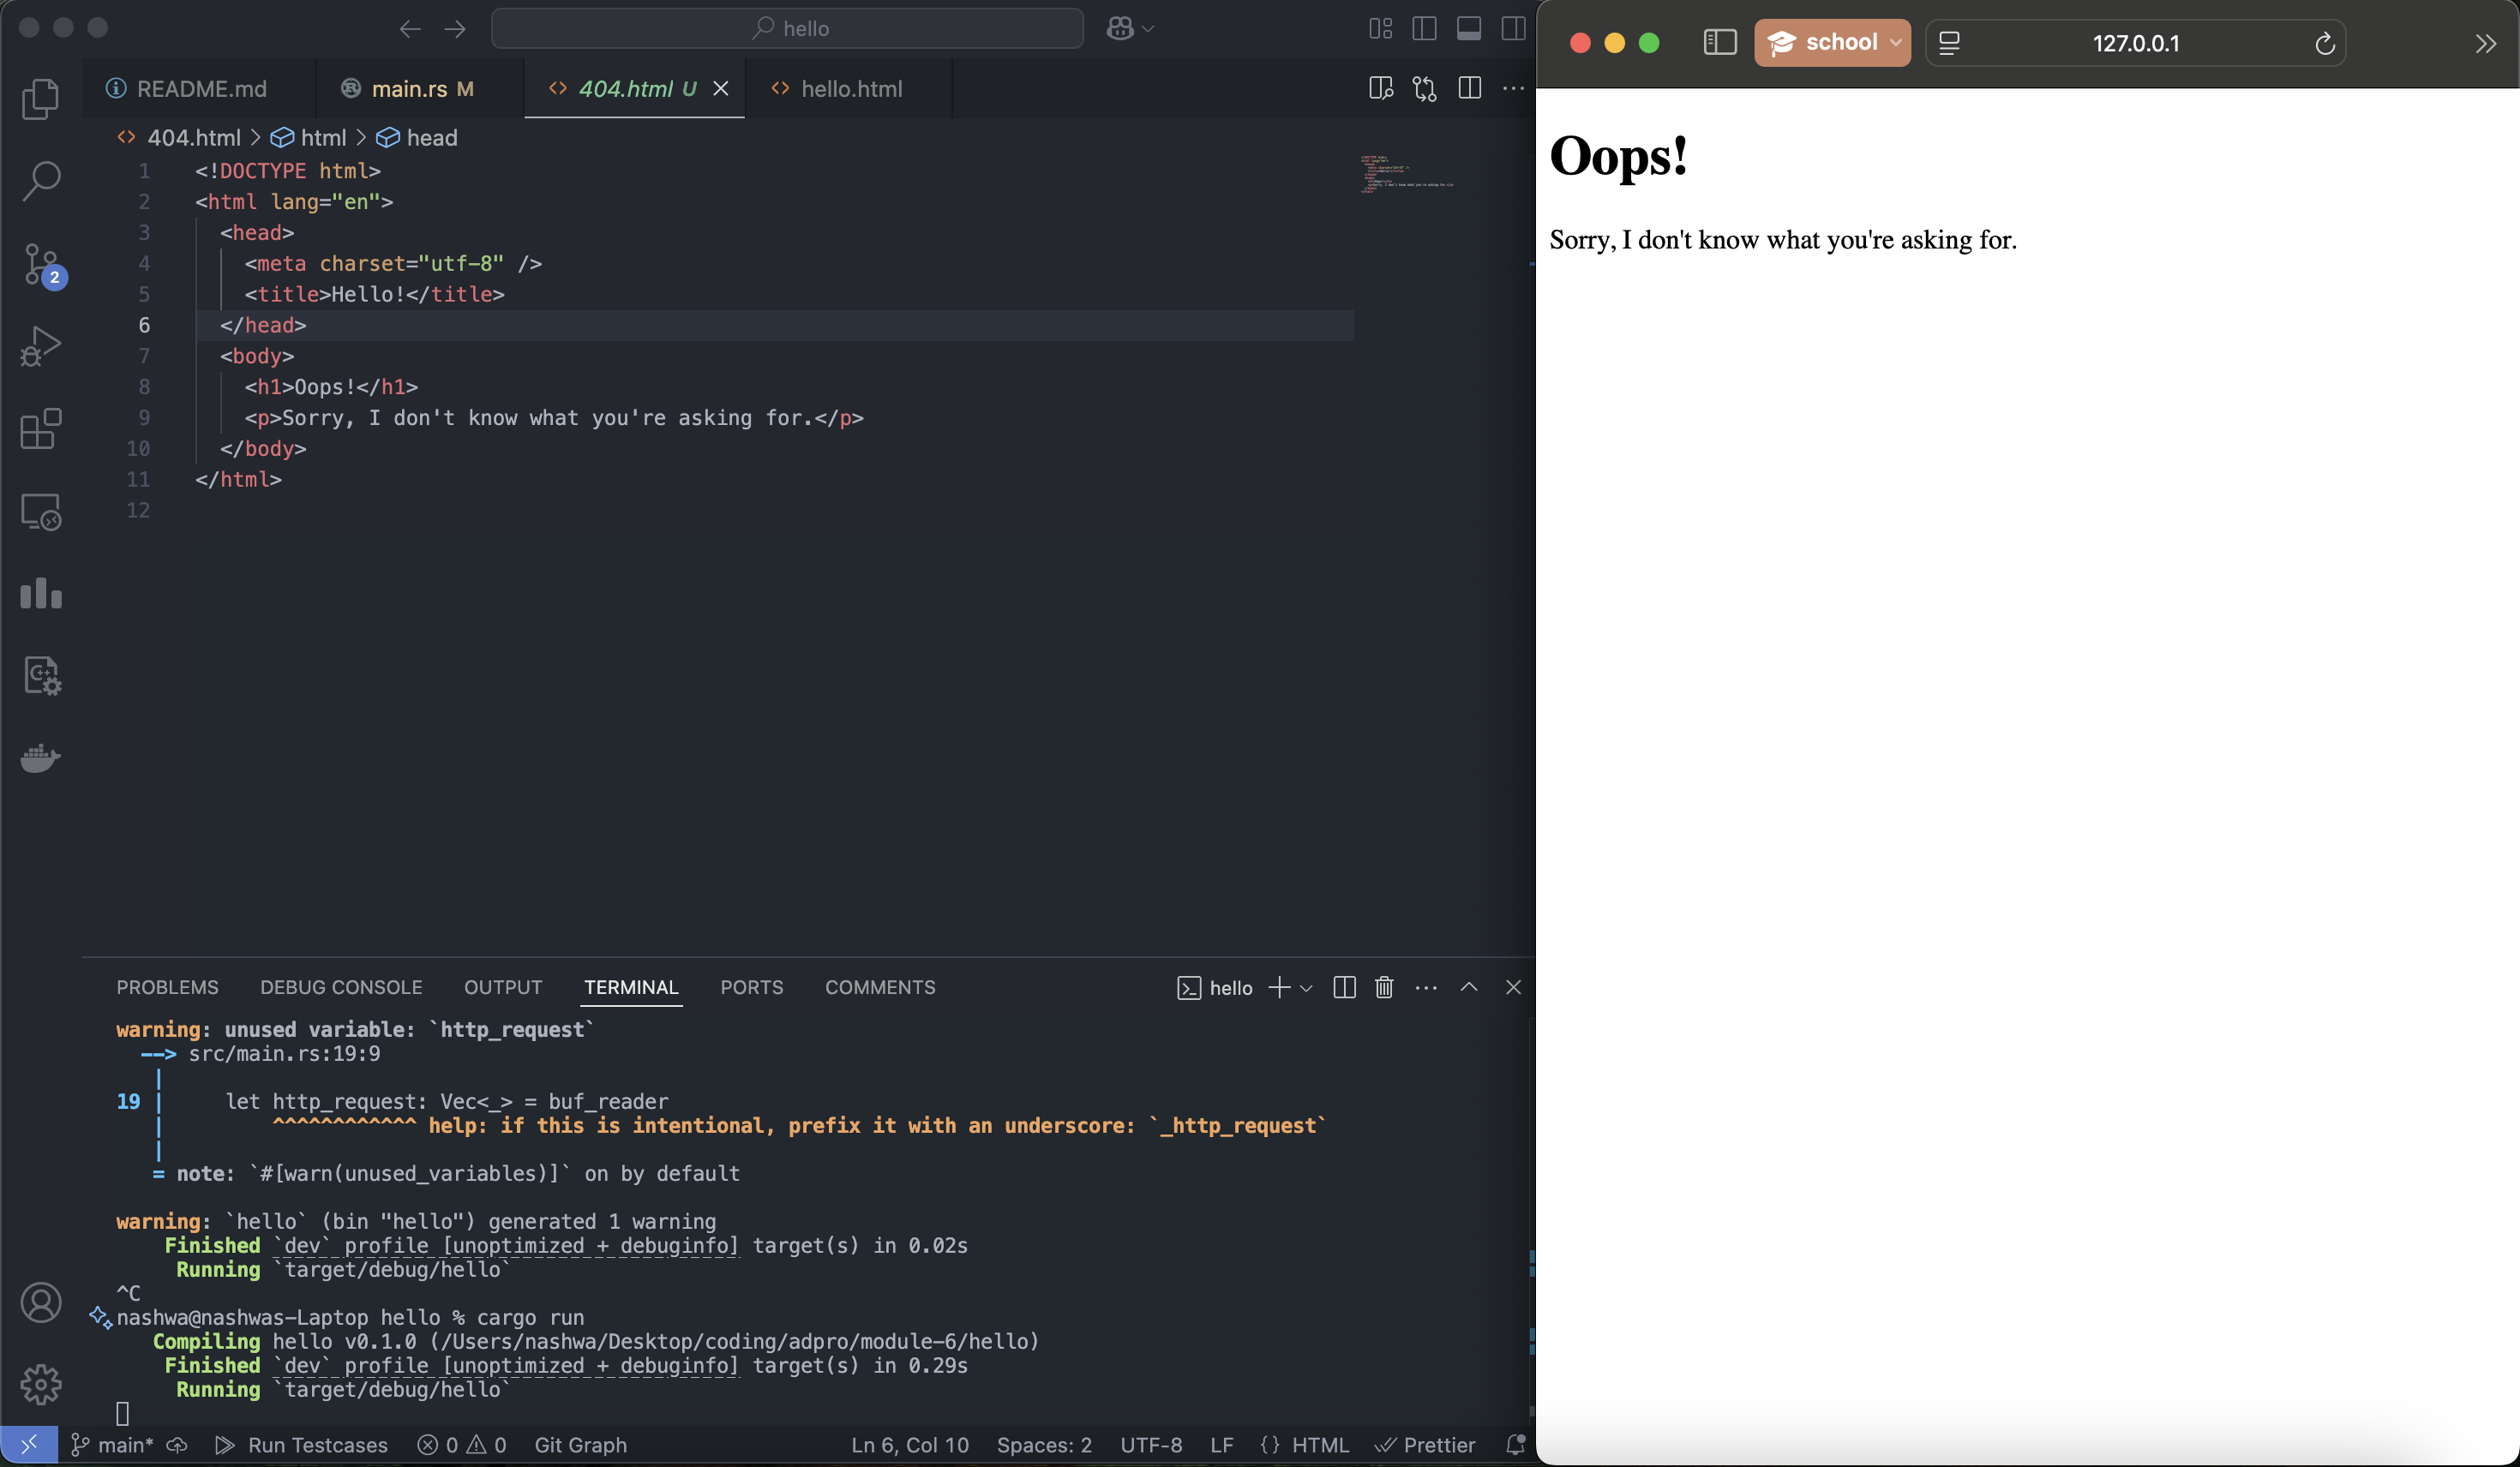 hello
README.md
main.rs M
404.html U
hello.html
404.html > html > head
1 <!DOCTYPE html>
2 <html lang="en">
3 <head>
4 <meta charset="utf-8" />
5 <title>Hello!</title>
6 </head>
7 <body>
8 <h1>Oops!</h1>
9 <p>Sorry, I don't know what you're asking for.</p>
10 </body>
11 </html>
12
2
PROBLEMS DEBUG CONSOLE OUTPUT TERMINAL PORTS COMMENTS
hello
warning: unused variable: `http_request`
--> src/main.rs:19:9
|
19 | let http_request: Vec<_> = buf_reader
| ^^^^^^^^^^^^ help: if this is intentional, prefix it with an underscore: `_http_request`
|
= note: `#[warn(unused_variables)]` on by default
warning: `hello` (bin "hello") generated 1 warning
Finished `dev` profile [unoptimized + debuginfo] target(s) in 0.02s
Running `target/debug/hello`
^C
nashwa@nashwas-Laptop hello % cargo run
Compiling hello v0.1.0 (/Users/nashwa/Desktop/coding/adpro/module-6/hello)
Finished `dev` profile [unoptimized + debuginfo] target(s) in 0.29s
Running `target/debug/hello`
main* Run Testcases 0 0 Git Graph Ln 6, Col 10 Spaces: 2 UTF-8 LF {} HTML Prettier
school
127.0.0.1
Oops!
Sorry, I don't know what you're asking for.